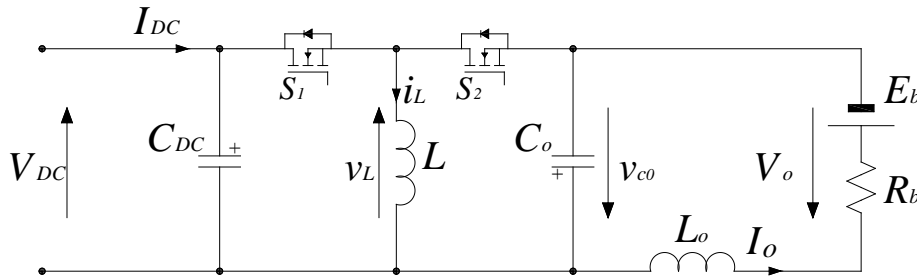 I_DC
S_1
i_L
S_2
E_b
V_DC
C_DC
+
v_L
L
C_o
+
v_c0
V_o
R_b
L_o
I_o